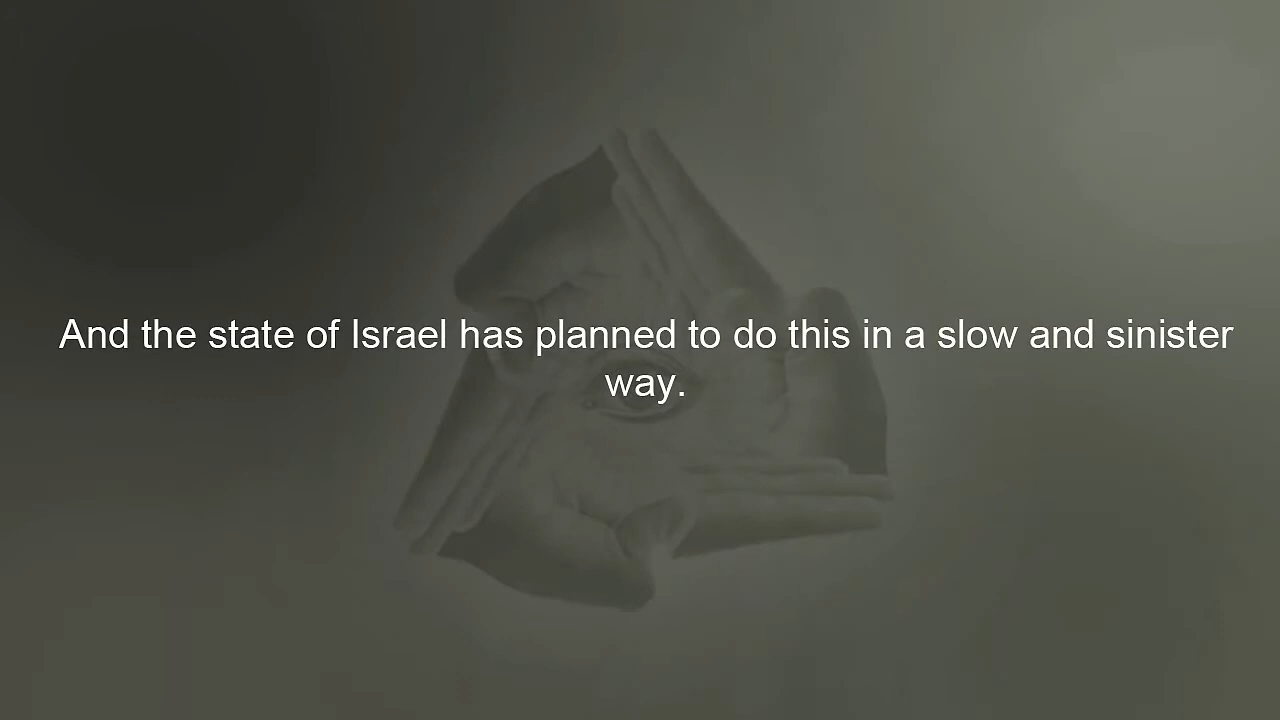 And the state of Israel has planned to do this in a slow and sinister
way.